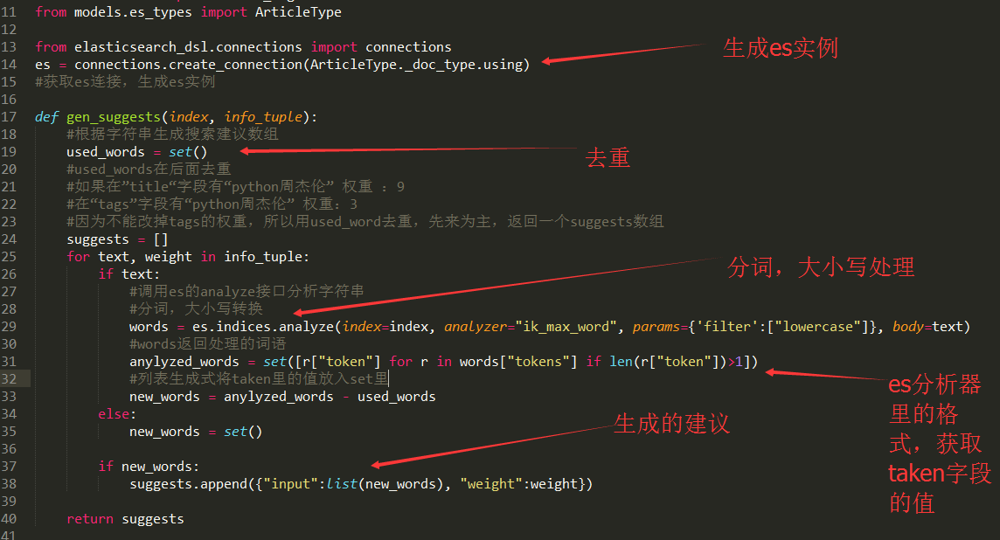 11 from models.es_types import ArticleType
12
13 from elasticsearch_dsl.connections import connections
14 es = connections.create_connection(ArticleType._doc_type.using)
生成es实例
15 #获取es连接，生成es实例
16
17 def gen_suggests(index, info_tuple):
18 #根据字符串生成搜索建议数组
19 used_words = set()
去重
20 #used_words在后面去重
21 #如果在”title“字段有“python周杰伦” 权重 ：9
22 #在“tags”字段有“python周杰伦” 权重：3
23 #因为不能改掉tags的权重，所以用used_word去重，先来为主，返回一个suggests数组
24 suggests = []
25 for text, weight in info_tuple:
26 if text:
分词，大小写处理
27 #调用es的analyze接口分析字符串
28 #分词，大小写转换
29 words = es.indices.analyze(index=index, analyzer="ik_max_word", params={'filter':["lowercase"]}, body=text)
30 #words返回处理的词语
31 anylyzed_words = set([r["token"] for r in words["tokens"] if len(r["token"])>1])
32 #列表生成式将taken里的值放入set里
33 new_words = anylyzed_words - used_words
es分析器
里的格
式，获取
taken字段
的值
34 else:
35 new_words = set()
生成的建议
36
37 if new_words:
38 suggests.append({"input":list(new_words), "weight":weight})
39
40 return suggests
41